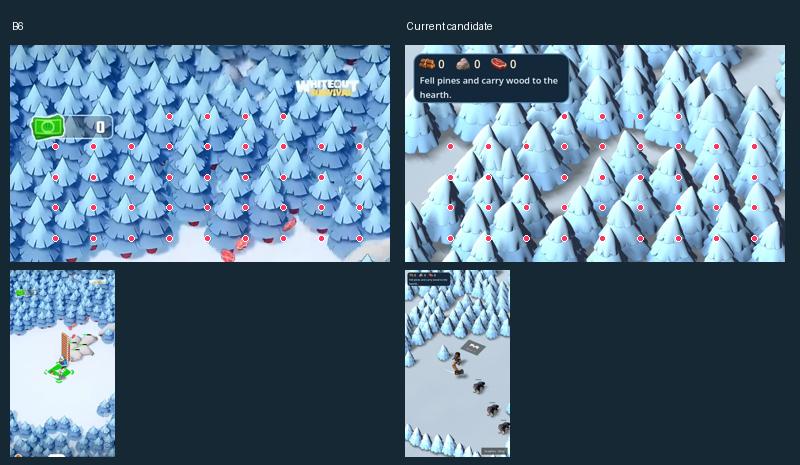 B6
Current candidate
WHITEOUT
SURVIVAL
0
0 0 0
Fell pines and carry wood to the
hearth.